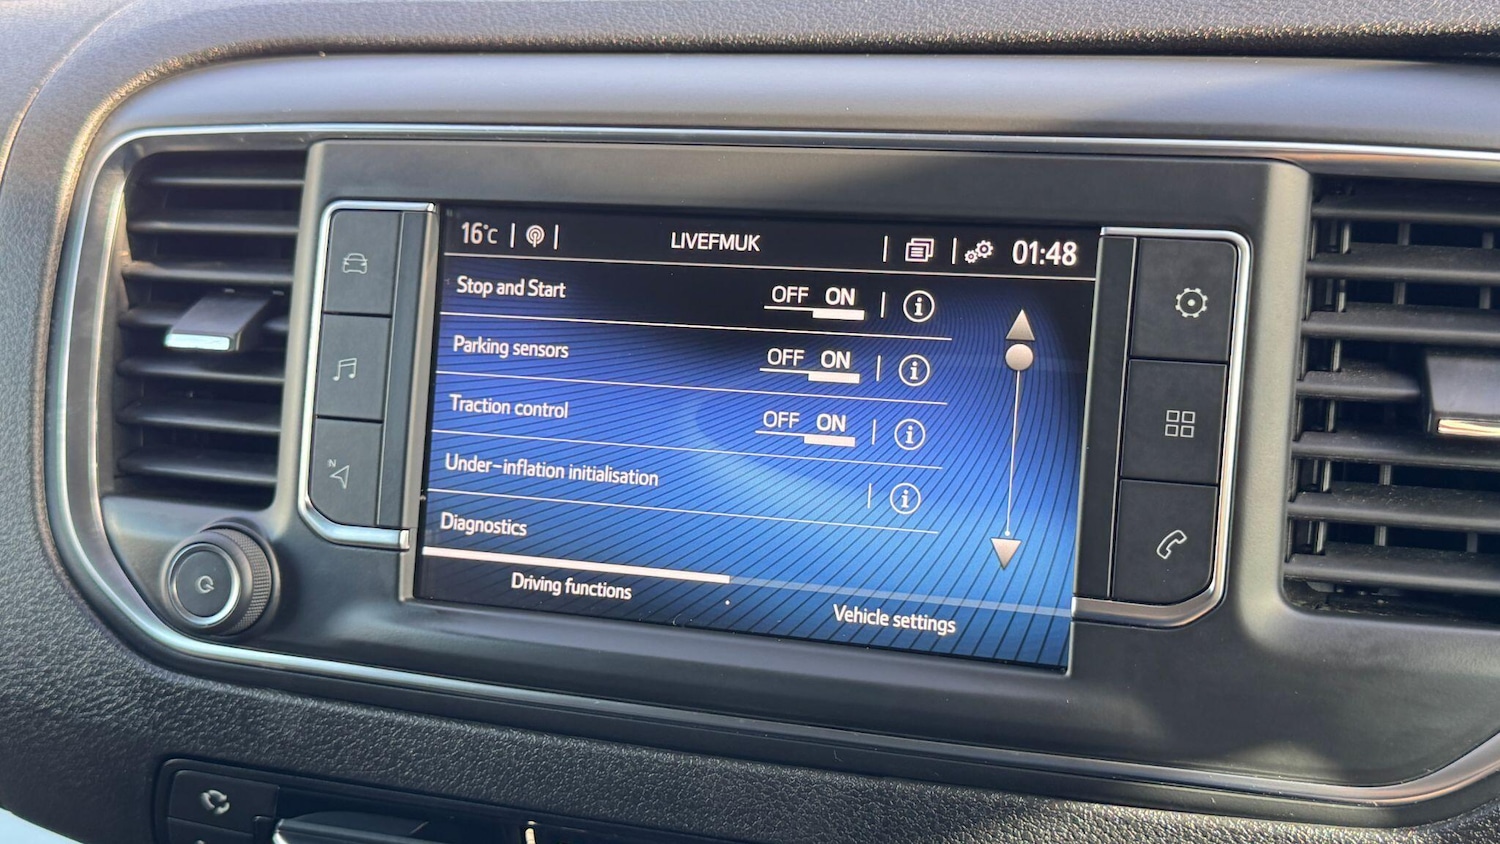 16°C LIVEFMUK 01:48
Stop and Start OFF ON i
Parking sensors OFF ON i
Traction control OFF ON i
Under-inflation initialisation i
Diagnostics
Driving functions Vehicle settings
N